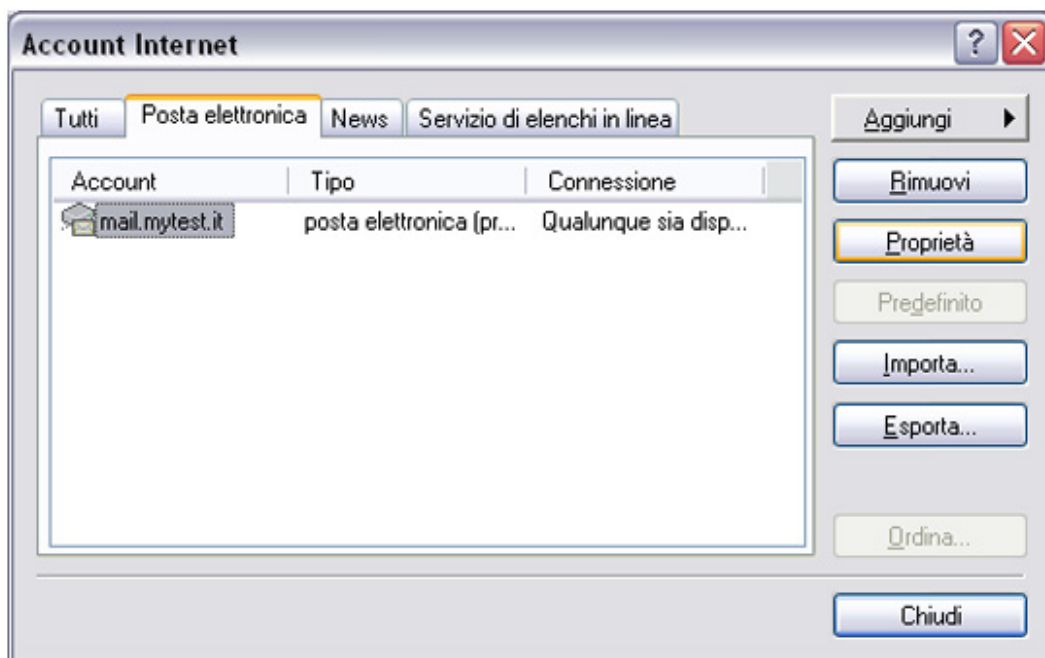 Account Internet
Tutti Posta elettronica News Servizio di elenchi in linea
Aggiungi
Account Tipo Connessione
Rimuovi
mail.mytest.it posta elettronica (pr... Qualunque sia disp...
Proprietà
Predefinito
Importa...
Esporta...
Ordina...
Chiudi